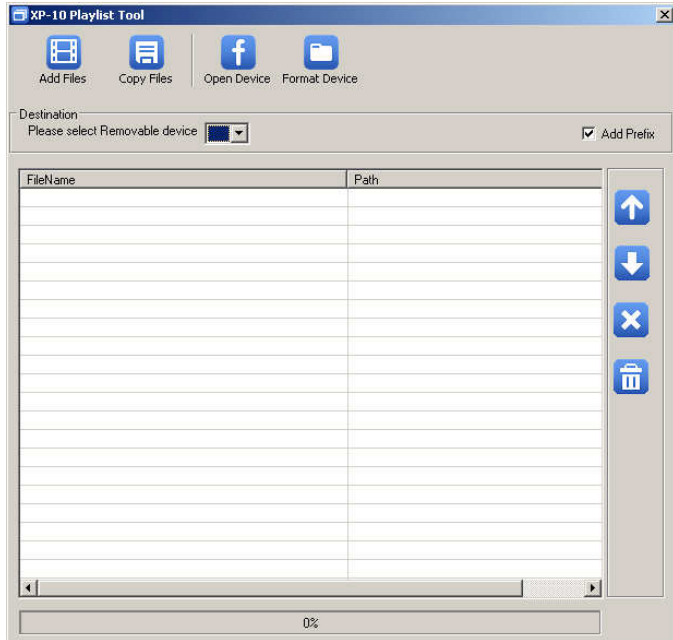 XP-10 Playlist Tool
Add Files Copy Files Open Device Format Device
Destination
Please select Removable device Add Prefix
FileName Path
0%